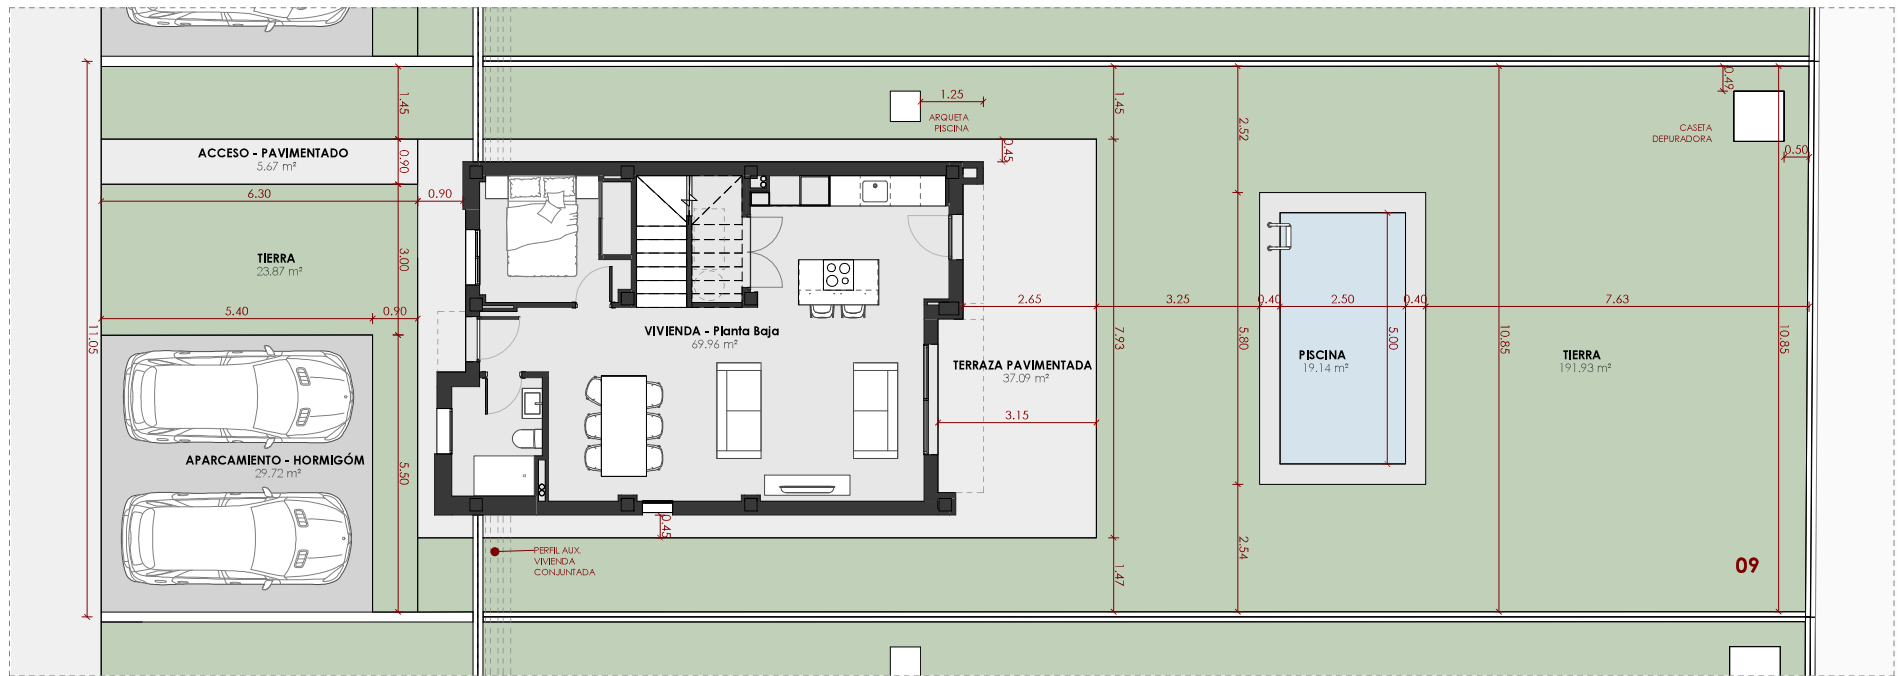 1.45
1.25
ARQUETA
PISCINA
1.45
2.52
0.49
CASETA
DEPURADORA
0.50
ACCESO - PAVIMENTADO
5.67 m²
0.90
0.45
6.30
0.90
TIERRA
23.87 m²
3.00
5.40
0.90
11.05
VIVIENDA - Planta Baja
69.96 m²
2.65
3.25
0.40
2.50
0.40
7.63
7.93
5.80
5.00
10.85
10.85
TERRAZA PAVIMENTADA
37.09 m²
PISCINA
19.14 m²
TIERRA
191.93 m²
3.15
APARCAMIENTO - HORMIGÓM
29.72 m²
5.50
0.45
PERFIL AUX.
VIVIENDA
CONJUNTADA
1.47
2.54
09